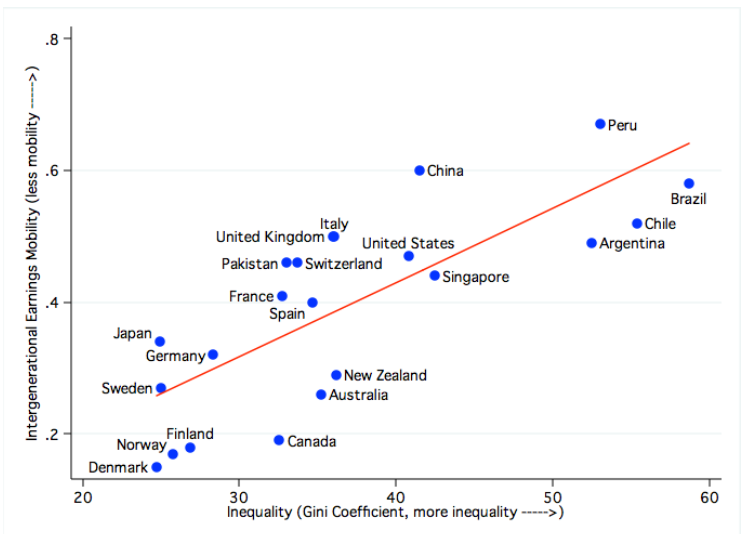 Intergenerational Earnings Mobility (less mobility ----->)
.8
.6
.4
.2
Peru
China
Brazil
Italy
United Kingdom
Chile
United States
Argentina
Pakistan
Switzerland
Singapore
France
Spain
Japan
Germany
New Zealand
Sweden
Australia
Finland
Norway
Canada
Denmark
20 30 40 50 60
Inequality (Gini Coefficient, more inequality ----->)